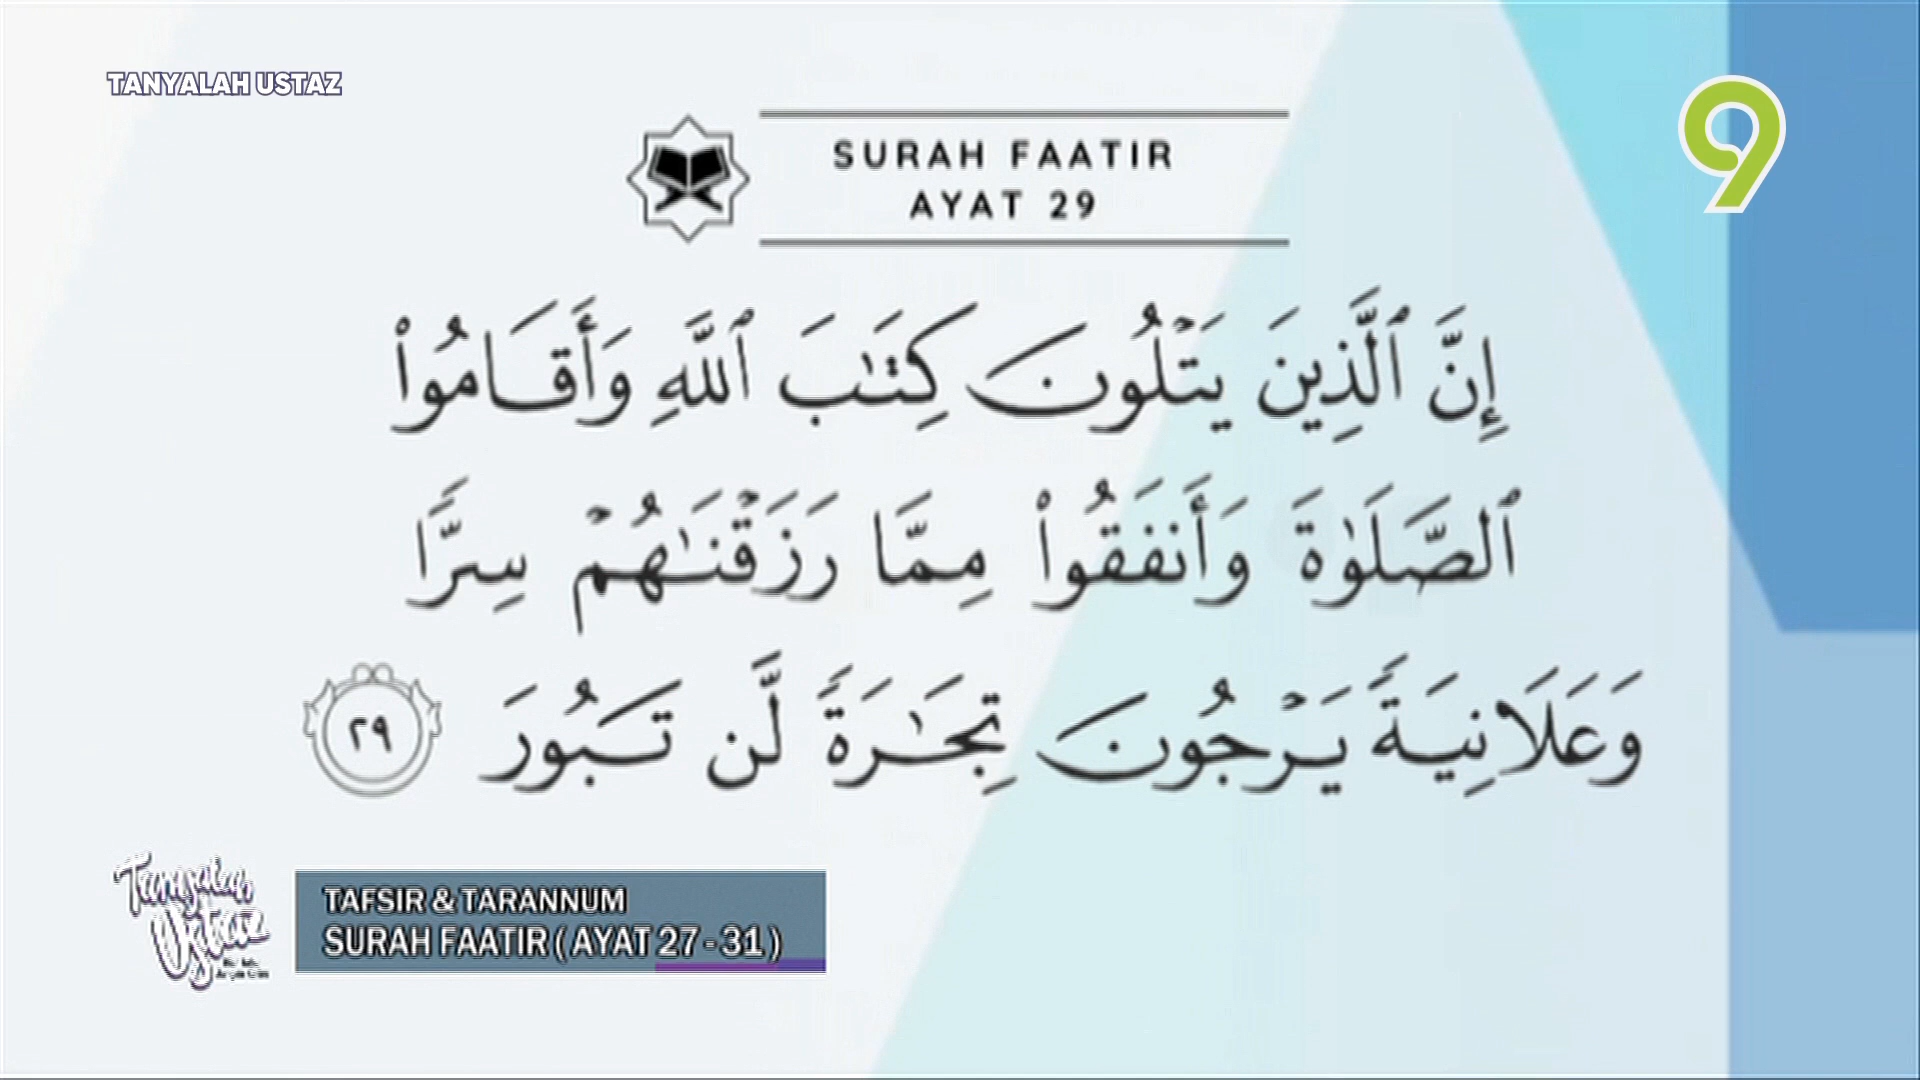 TANYALAH USTAZ
9
SURAH FAATIR
AYAT 29
إِنَّ ٱلَّذِينَ يَتْلُونَ كِتَـٰبَ ٱللَّهِ وَأَقَامُوا۟
ٱلصَّلَوٰةَ وَأَنفَقُوا۟ مِمَّا رَزَقْنَـٰهُمْ سِرًّا
وَعَلَانِيَةً يَرْجُونَ تِجَـٰرَةً لَّن تَبُورَ ٢٩
Tanyalah
Ustaz
TAFSIR & TARANNUM
SURAH FAATIR ( AYAT 27 - 31 )